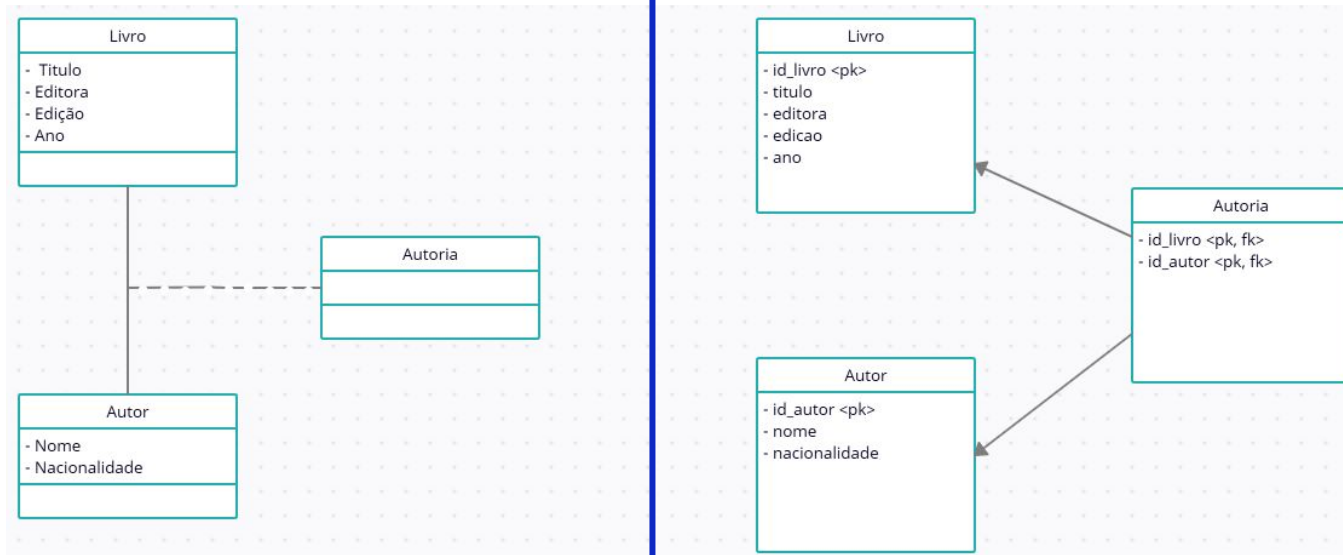 Livro
- Titulo
- Editora
- Edição
- Ano
Autoria
Autor
- Nome
- Nacionalidade
Livro
- id_livro <pk>
- titulo
- editora
- edicao
- ano
Autoria
- id_livro <pk, fk>
- id_autor <pk, fk>
Autor
- id_autor <pk>
- nome
- nacionalidade